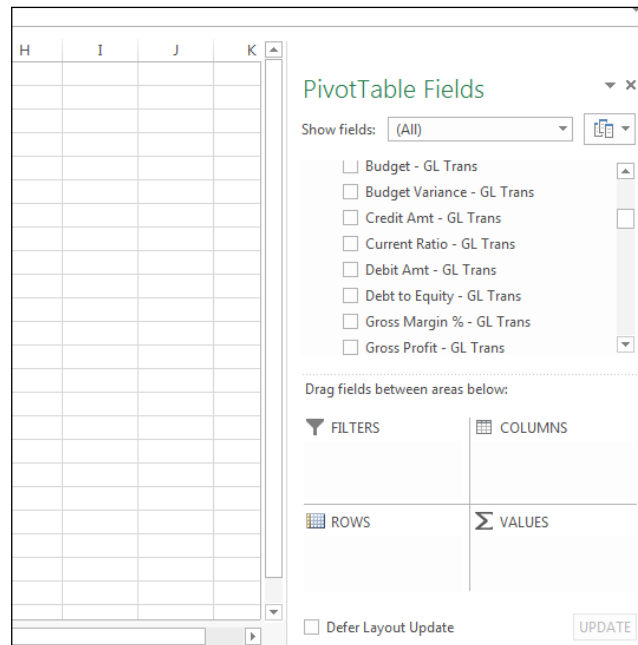 H I J K
PivotTable Fields
Show fields: (All)
Budget - GL Trans
Budget Variance - GL Trans
Credit Amt - GL Trans
Current Ratio - GL Trans
Debit Amt - GL Trans
Debt to Equity - GL Trans
Gross Margin % - GL Trans
Gross Profit - GL Trans
Drag fields between areas below:
FILTERS COLUMNS
ROWS Σ VALUES
Defer Layout Update UPDATE